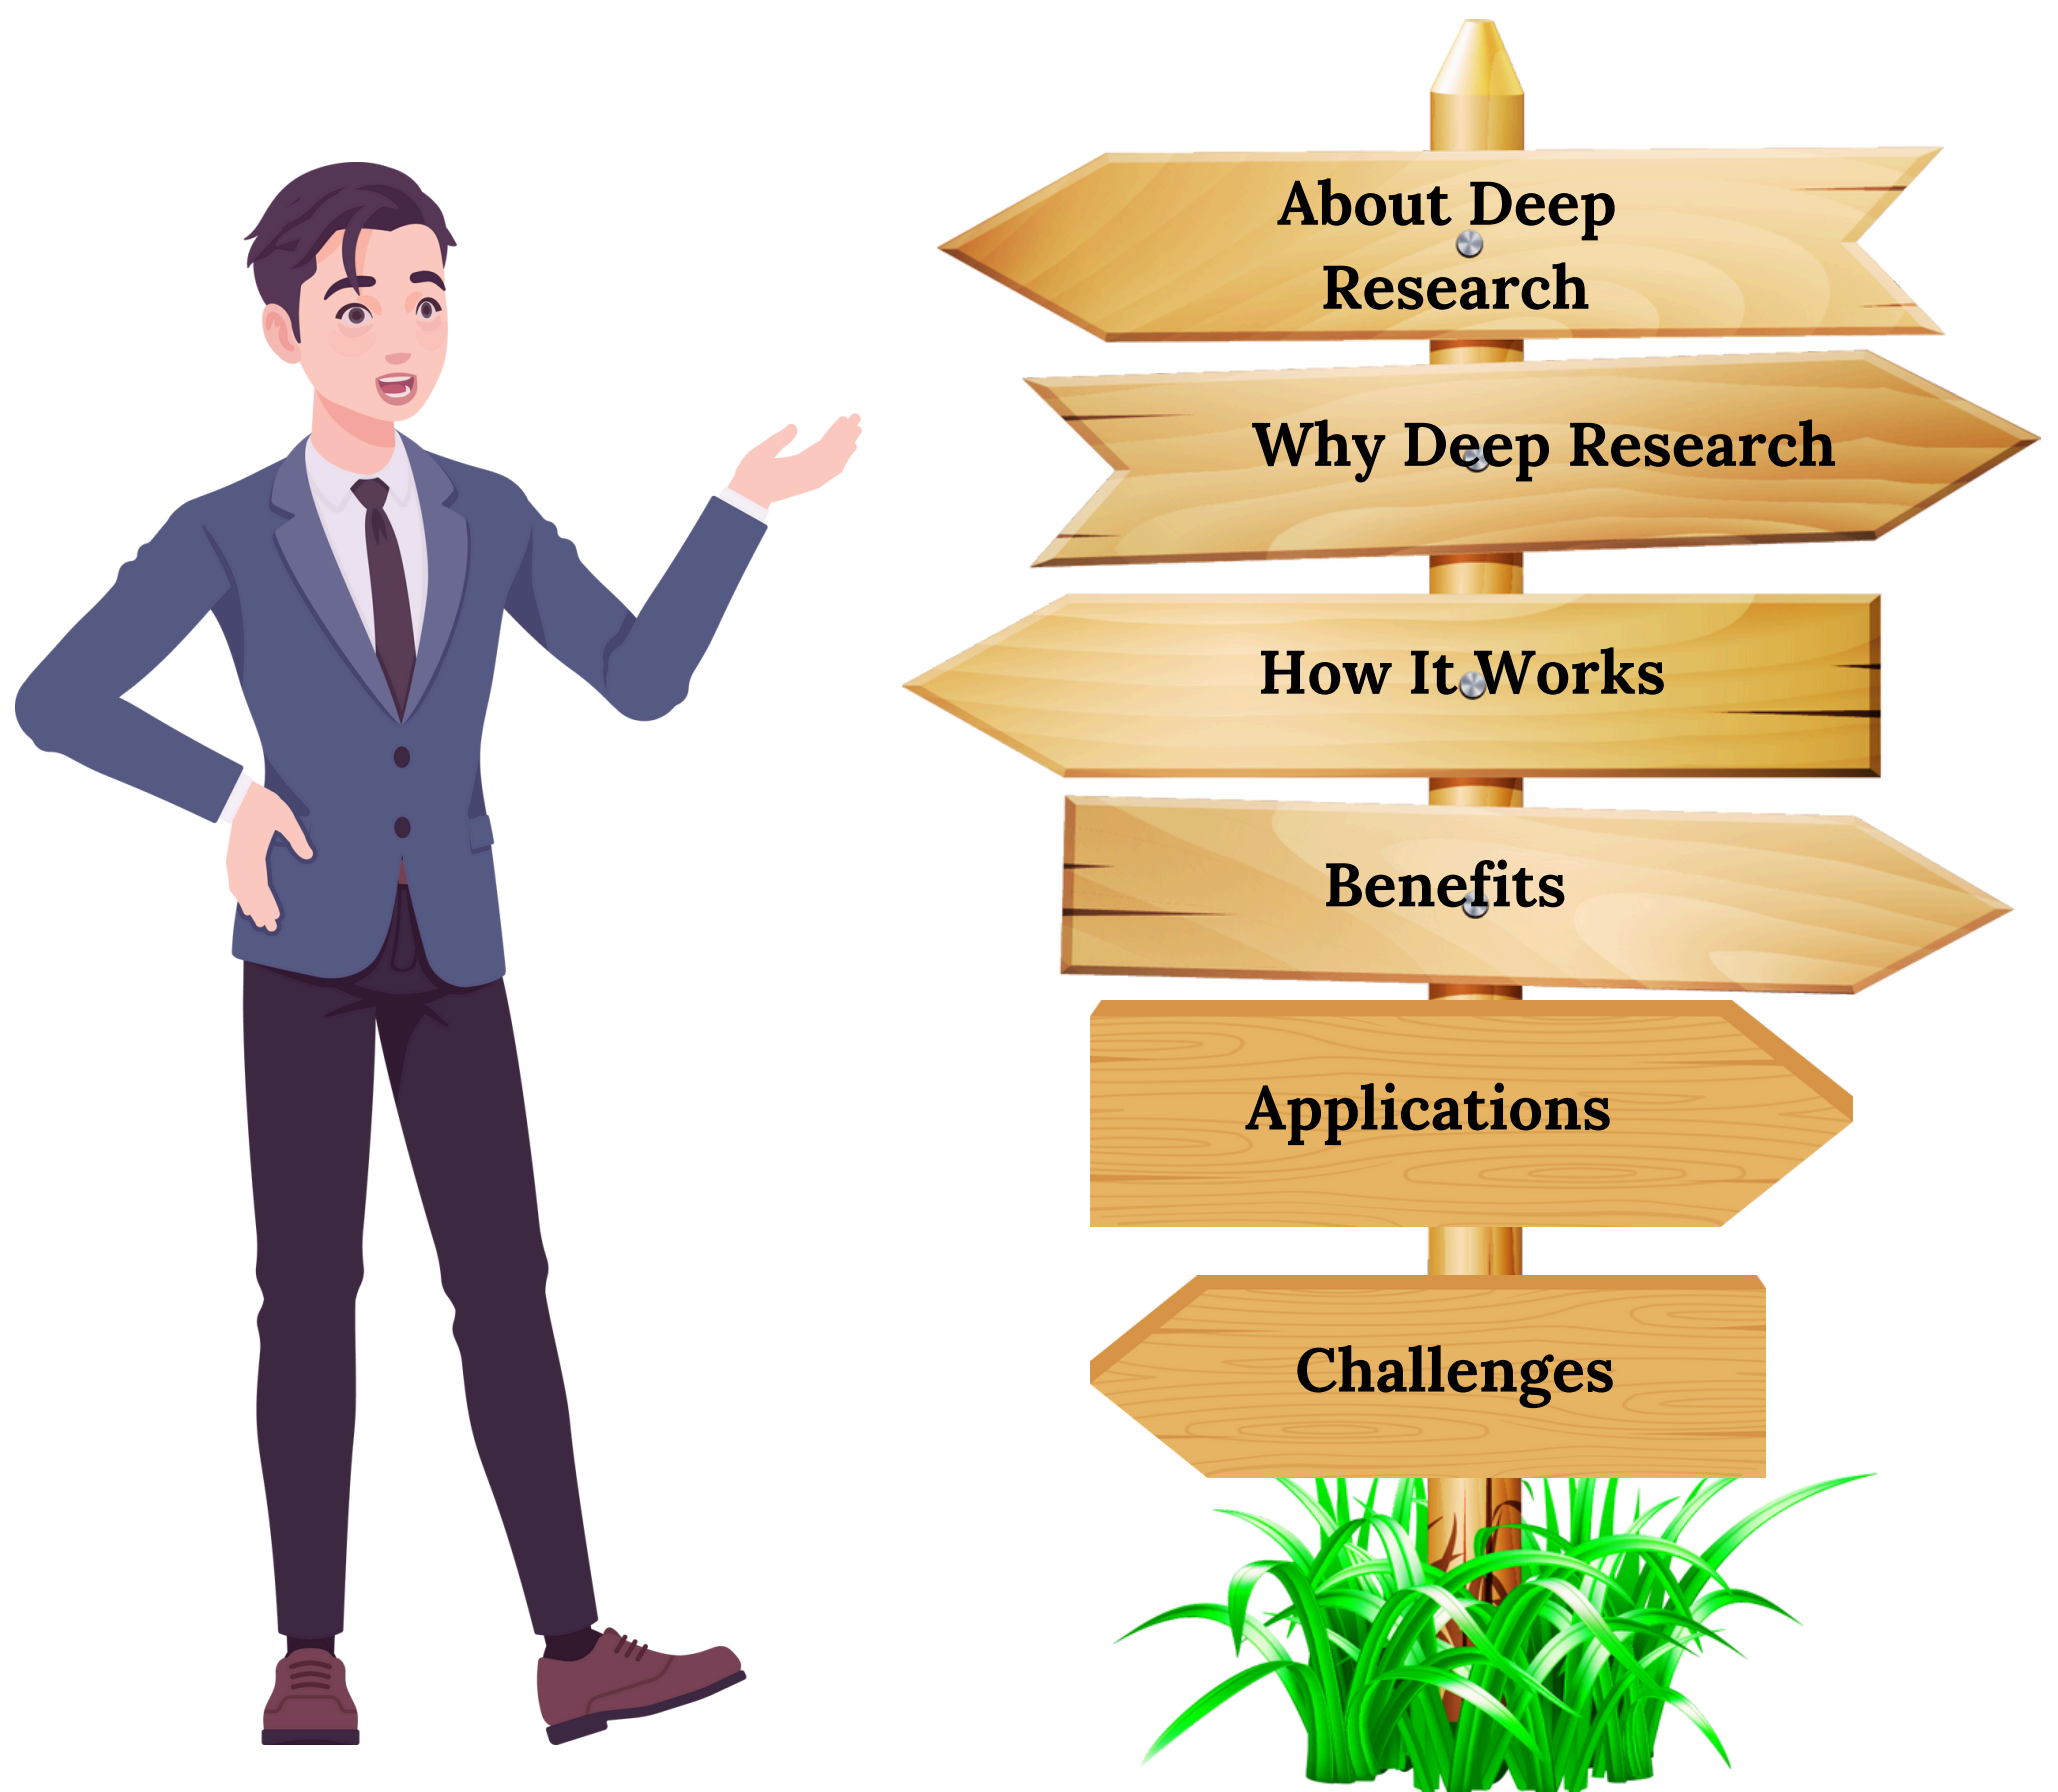 About Deep
Research
Why Deep Research
How It Works
Benefits
Applications
Challenges